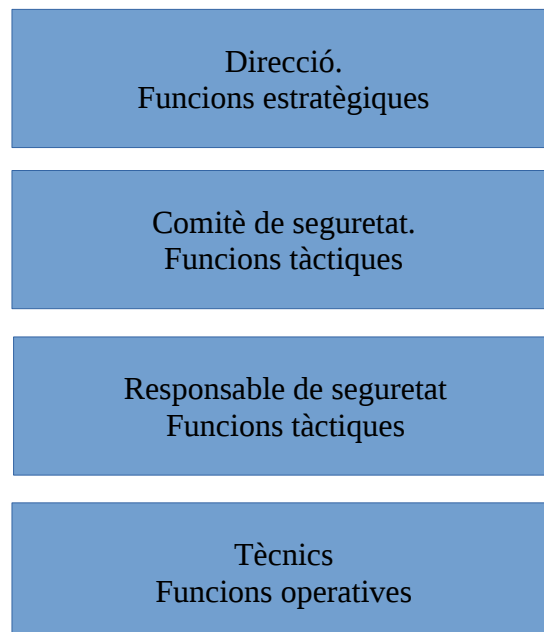 Direcció.
Funcions estratègiques
Comitè de seguretat.
Funcions tàctiques
Responsable de seguretat
Funcions tàctiques
Tècnics
Funcions operatives